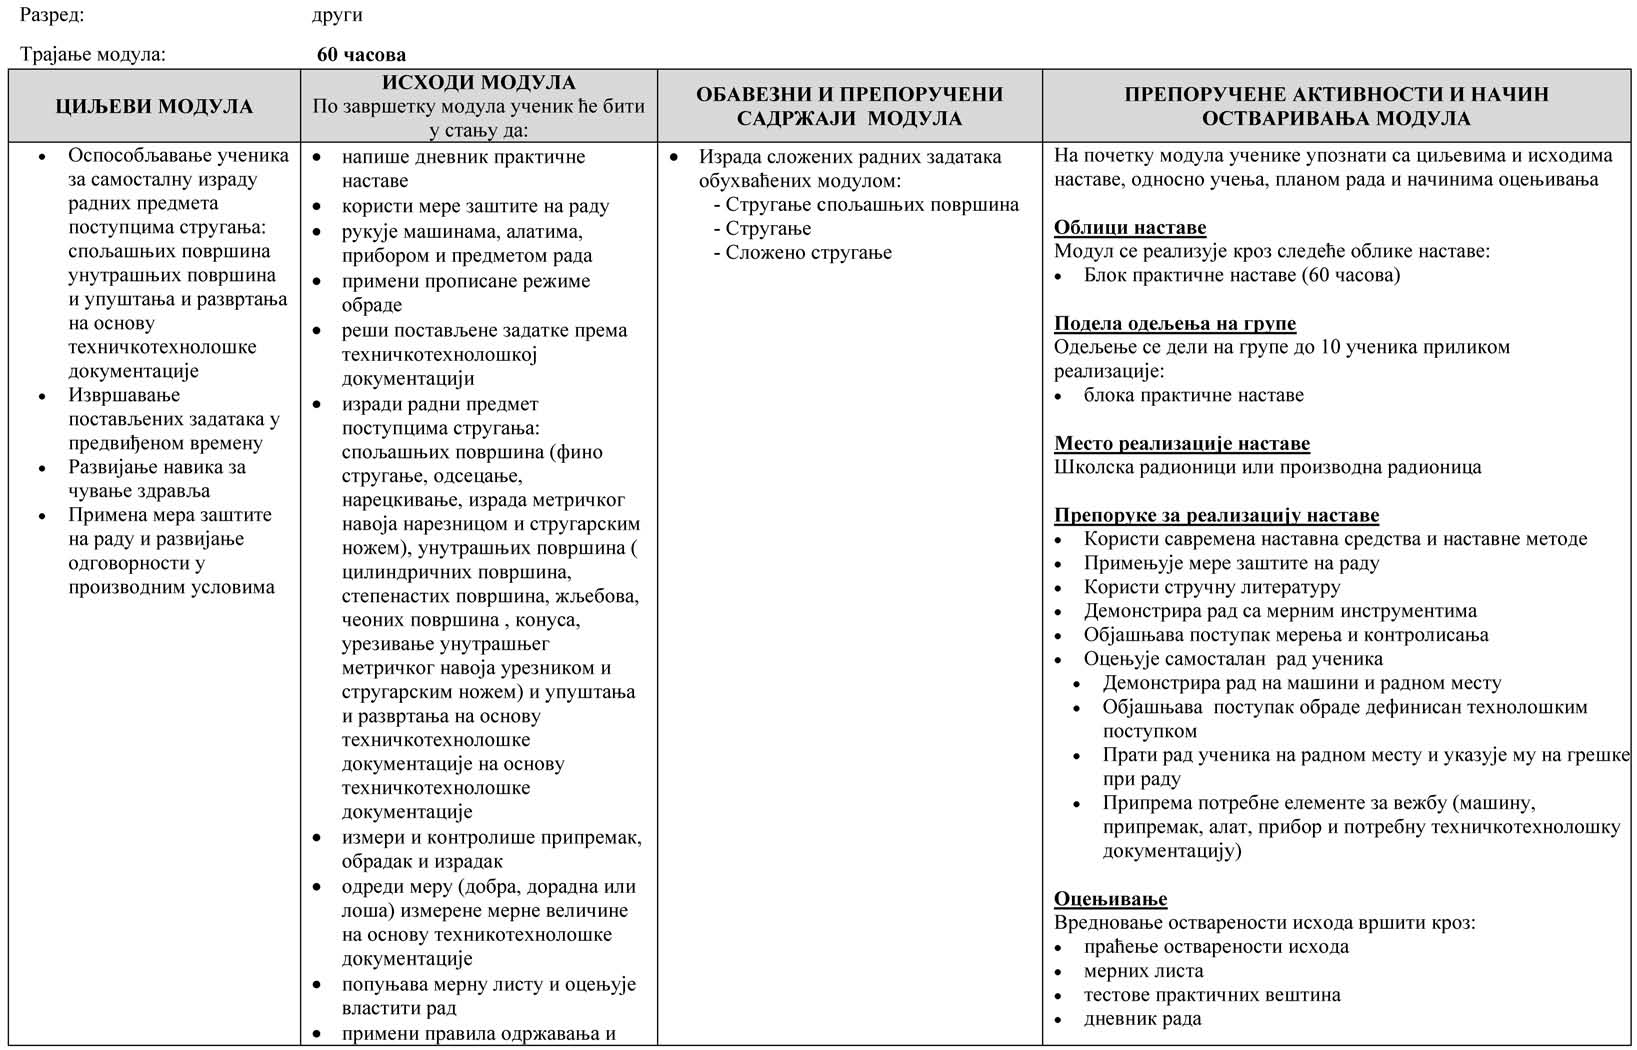 Разред: други
Трајање модула: 60 часова
ЦИЉЕВИ МОДУЛА
ИСХОДИ МОДУЛА
По завршетку модула ученик ће бити
у стању да:
ОБАВЕЗНИ И ПРЕПОРУЧЕНИ
САДРЖАЈИ МОДУЛА
ПРЕПОРУЧЕНЕ АКТИВНОСТИ И НАЧИН
ОСТВАРИВАЊА МОДУЛА
• Оспособљавање ученика
за самосталну израду
радних предмета
поступцима стругања:
спољашњих површина
унутрашњих површина
и упуштања и развртања
на основу
техничкотехнолошке
документације
• Извршавање
постављених задатака у
предвиђеном времену
• Развијање навика за
чување здравља
• Примена мера заштите
на раду и развијање
одговорности у
производним условима
• напише дневник практичне
наставе
• користи мере заштите на раду
• рукује машинама, алатима,
прибором и предметом рада
• примени прописане режиме
обраде
• реши постављене задатке према
техничкотехнолошкој
документацији
• изради радни предмет
поступцима стругања:
спољашњих површина (фино
стругање, одсецање,
нарецкивање, израда метричког
навоја нарезницом и стругарским
ножем), унутрашњих површина (
цилиндричних површина,
степенастих површина, жљебова,
чеоних површина , конуса,
урезивање унутрашњег
метричког навоја урезником и
стругарским ножем) и упуштања
и развртања на основу
техничкотехнолошке
документације на основу
техничкотехнолошке
документације
• измери и контролише припремак,
обрадак и израдак
• одреди меру (добра, дорадна или
лоша) измерене мерне величине
на основу техникотехнолошке
документације
• попуњава мерну листу и оцењује
властити рад
• примени правила одржавања и
• Израда сложених радних задатака
обухваћених модулом:
- Стругање спољашњих површина
- Стругање
- Сложено стругање
На почетку модула ученике упознати са циљевима и исходима
наставе, односно учења, планом рада и начинима оцењивања
Облици наставе
Модул се реализује кроз следеће облике наставе:
• Блок практичне наставе (60 часова)
Подела одељења на групе
Одељење се дели на групе до 10 ученика приликом
реализације:
• блока практичне наставе
Место реализације наставе
Школска радионици или производна радионица
Препоруке за реализацију наставе
• Користи савремена наставна средства и наставне методе
• Примењује мере заштите на раду
• Користи стручну литературу
• Демонстрира рад са мерним инструментима
• Објашњава поступак мерења и контролисања
• Оцењује самосталан рад ученика
• Демонстрира рад на машини и радном месту
• Објашњава поступак обраде дефинисан технолошким
поступком
• Прати рад ученика на радном месту и указује му на грешке
при раду
• Припрема потребне елементе за вежбу (машину,
припремак, алат, прибор и потребну техничкотехнолошку
документацију)
Оцењивање
Вредновање остварености исхода вршити кроз:
• праћење остварености исхода
• мерних листа
• тестове практичних вештина
• дневник рада